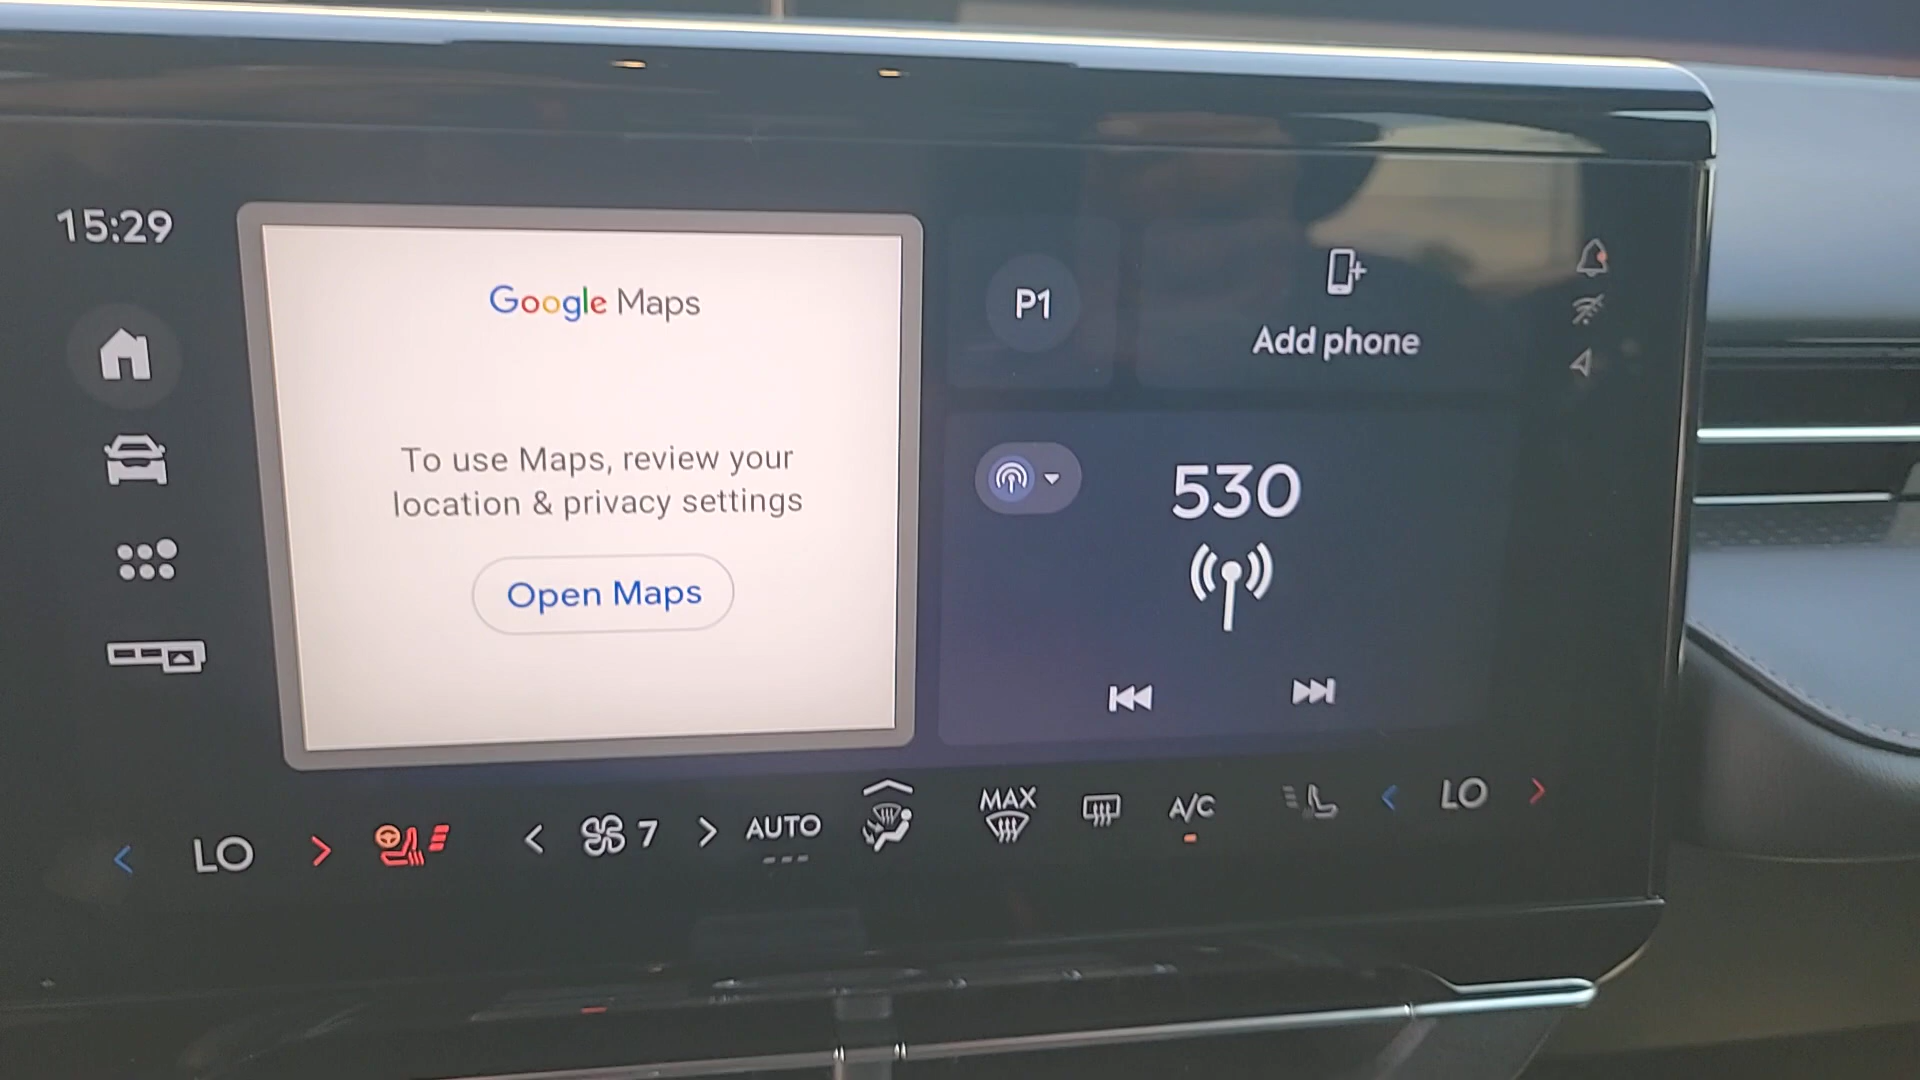 15:29
Google Maps
To use Maps, review your
location & privacy settings
Open Maps
P1
Add phone
530
LO
7
AUTO
MAX
A/C
LO